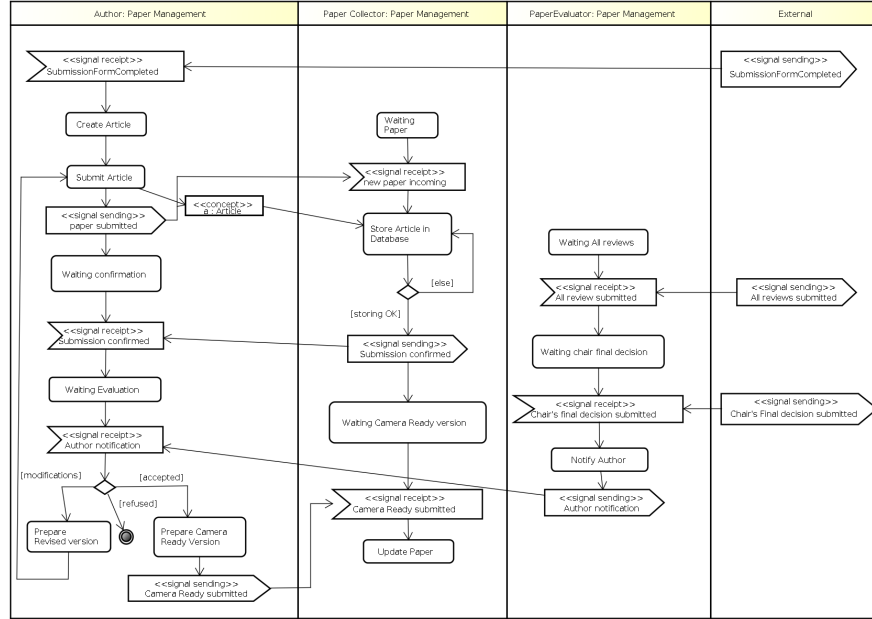 Author: Paper Management
Paper Collector: Paper Management
PaperEvaluator: Paper Management
External
<<signal receipt>>
SubmissionFormCompleted
<<signal sending>>
SubmissionFormCompleted
Create Article
Waiting
Paper
Submit Article
<<signal receipt>>
new paper incoming
<<concept>>
a : Article
<<signal sending>>
paper submitted
Store Article in
Database
Waiting All reviews
Waiting confirmation
[else]
<<signal receipt>>
All review submitted
<<signal sending>>
All reviews submitted
[storing OK]
<<signal receipt>>
Submission confirmed
<<signal sending>>
Submission confirmed
Waiting chair final decision
Waiting Evaluation
<<signal receipt>>
Chair's final decision submitted
<<signal sending>>
Chair's Final decision submitted
Waiting Camera Ready version
<<signal receipt>>
Author notification
Notify Author
[modifications]
[accepted]
[refused]
<<signal receipt>>
Camera Ready submitted
<<signal sending>>
Author notification
Prepare
Revised version
Prepare Camera
Ready Version
Update Paper
<<signal sending>>
Camera Ready submitted